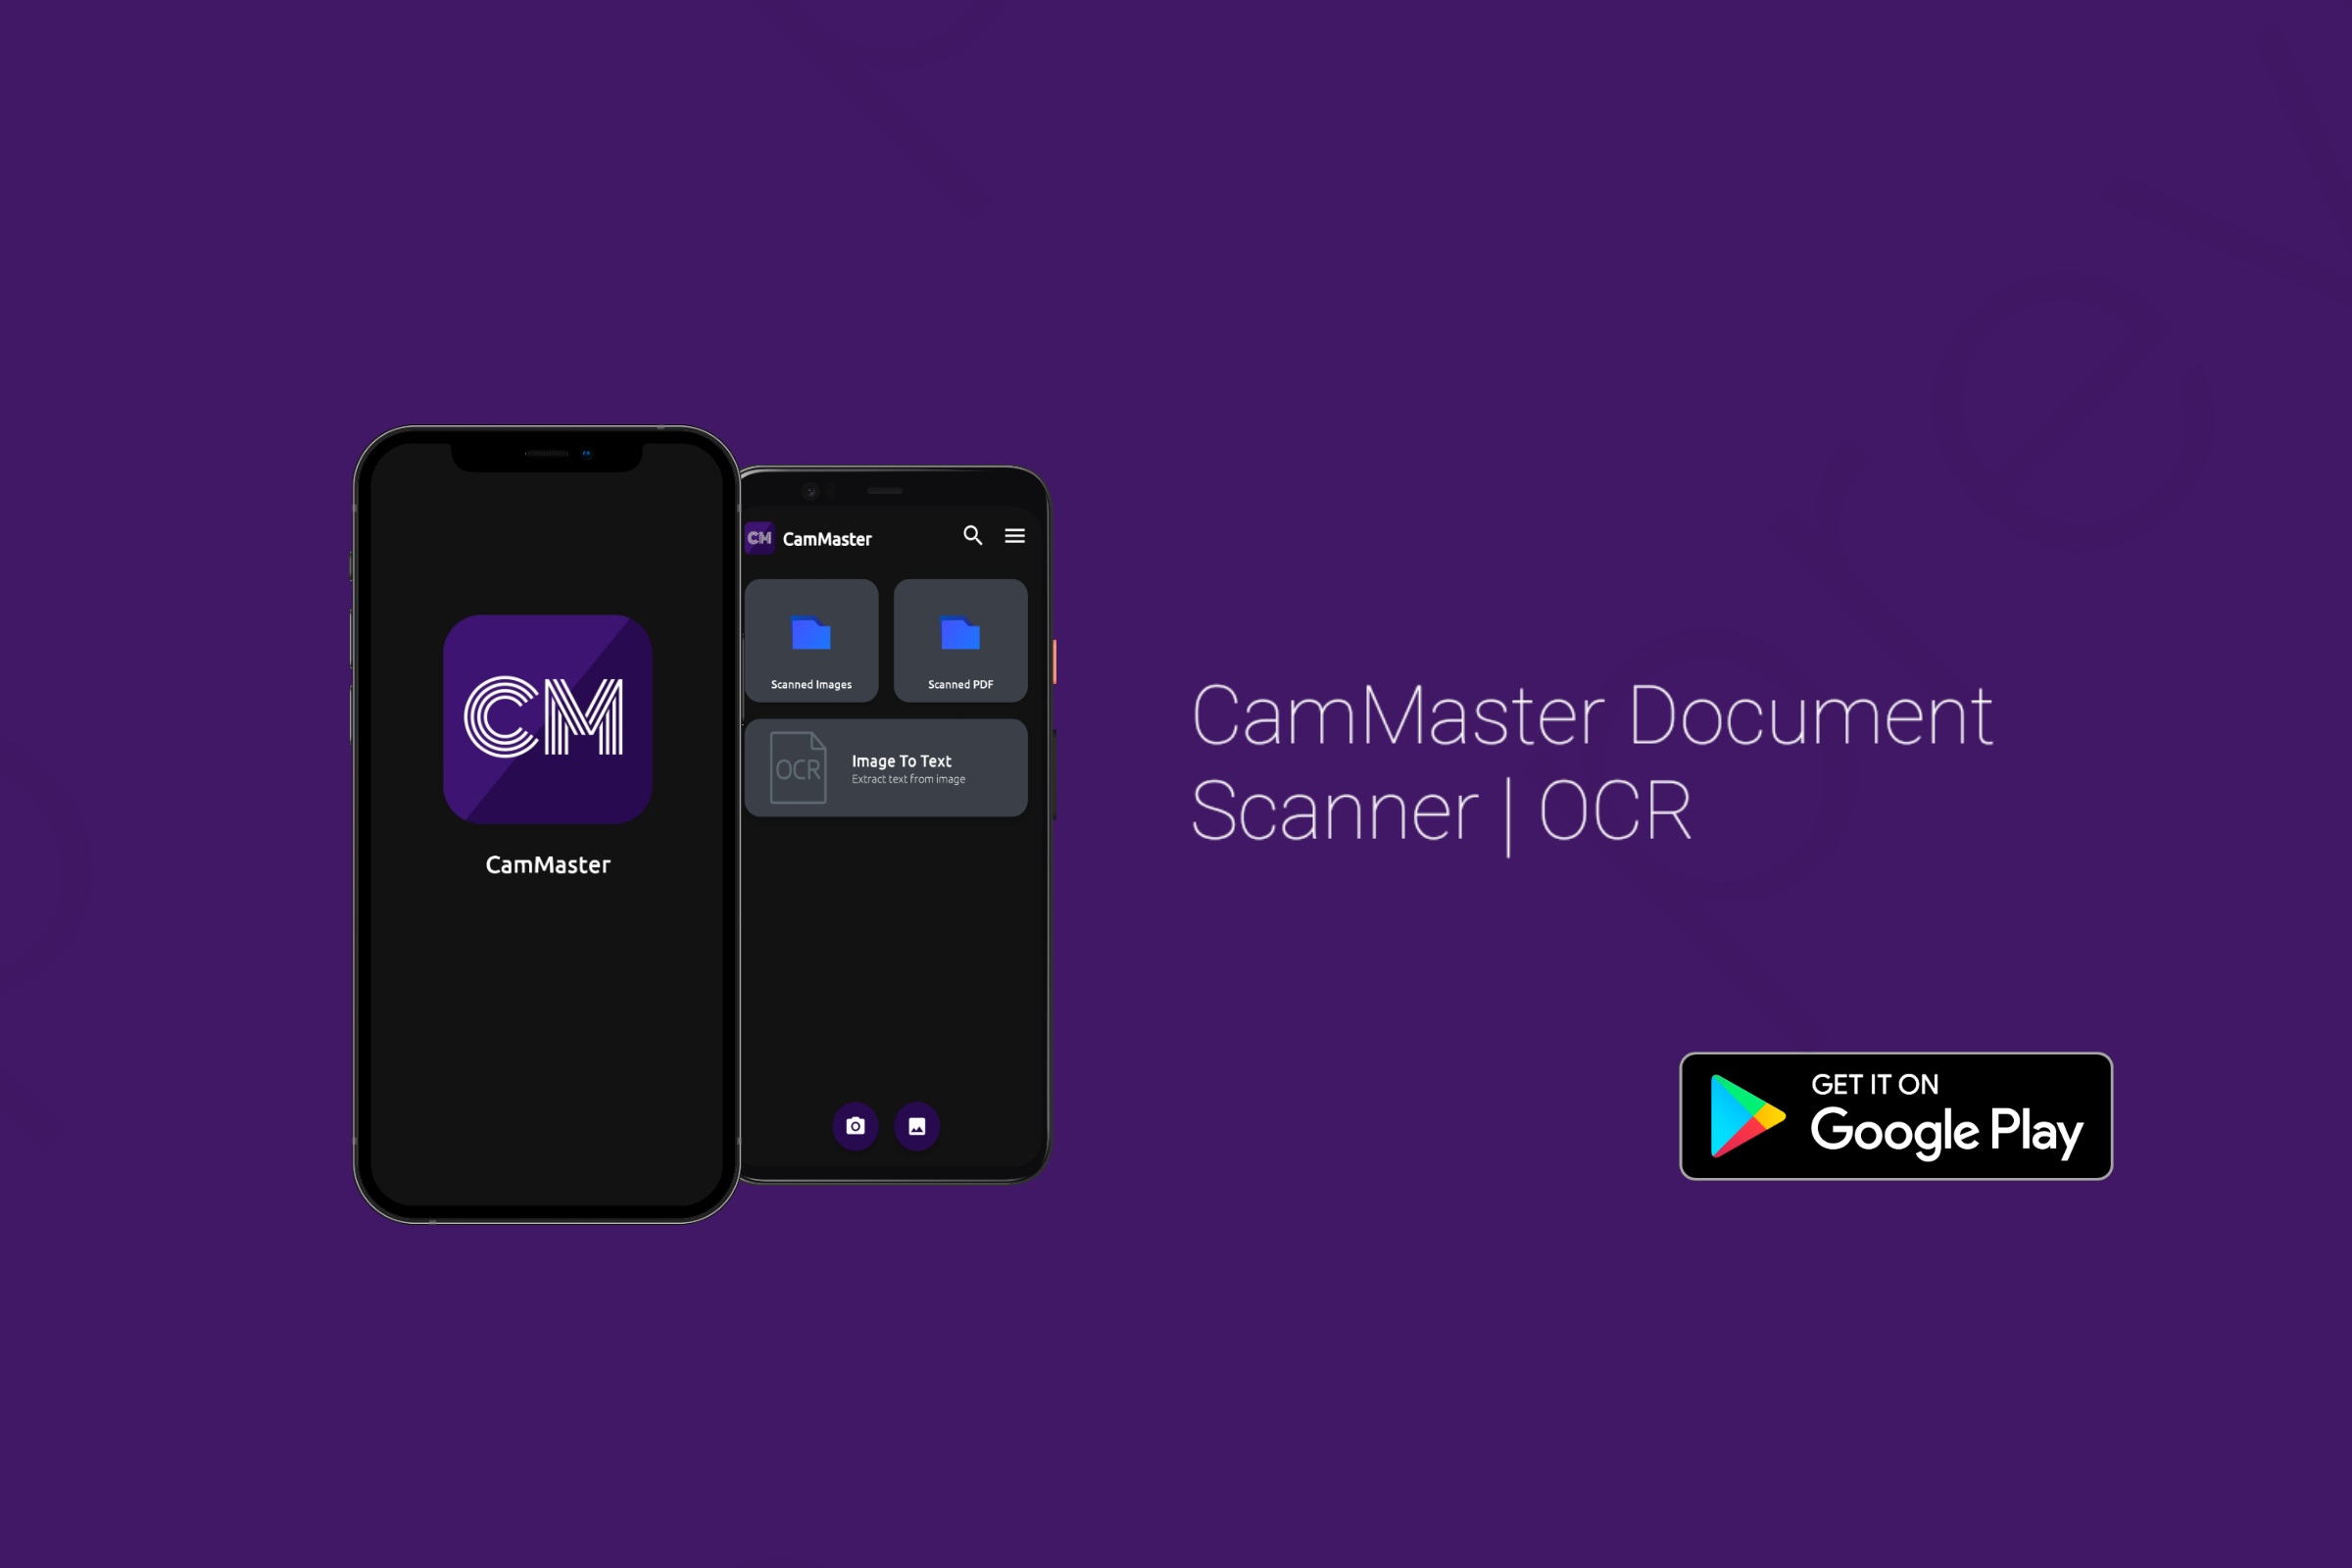 CM
CamMaster
CM CamMaster
Scanned Images
Scanned PDF
OCR
Image To Text
Extract text from image
CamMaster Document
Scanner | OCR
GET IT ON
Google Play